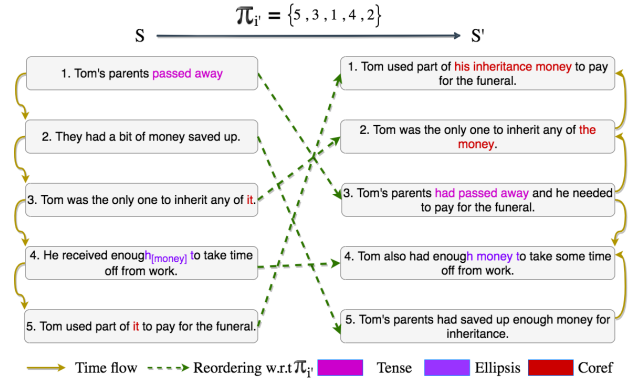 πi' = {5 , 3 , 1 , 4 , 2}
S
S'
1. Tom's parents passed away
2. They had a bit of money saved up.
3. Tom was the only one to inherit any of it.
4. He received enough[money] to take time
off from work.
5. Tom used part of it to pay for the funeral.
1. Tom used part of his inheritance money to pay
for the funeral.
2. Tom was the only one to inherit any of the
money.
3. Tom's parents had passed away and he needed
to pay for the funeral.
4. Tom also had enough money to take some time
off from work.
5. Tom's parents had saved up enough money for
inheritance.
Time flow
Reordering w.r.t πi'
Tense
Ellipsis
Coref